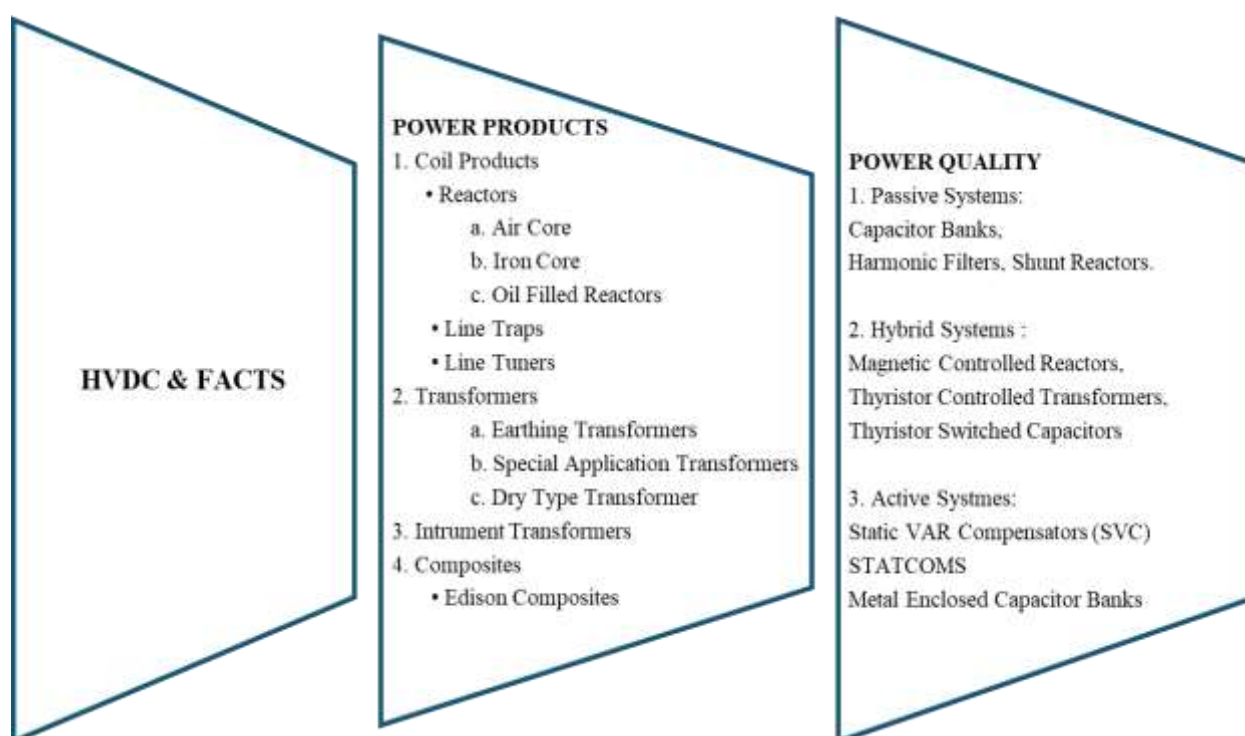 HVDC & FACTS
POWER PRODUCTS
1. Coil Products
• Reactors
a. Air Core
b. Iron Core
c. Oil Filled Reactors
• Line Traps
• Line Tuners
2. Transformers
a. Earthing Transformers
b. Special Application Transformers
c. Dry Type Transformer
3. Intrument Transformers
4. Composites
• Edison Composites
POWER QUALITY
1. Passive Systems:
Capacitor Banks,
Harmonic Filters, Shunt Reactors.
2. Hybrid Systems :
Magnetic Controlled Reactors,
Thyristor Controlled Transformers,
Thyristor Switched Capacitors
3. Active Systmes:
Static VAR Compensators (SVC)
STATCOMS
Metal Enclosed Capacitor Banks